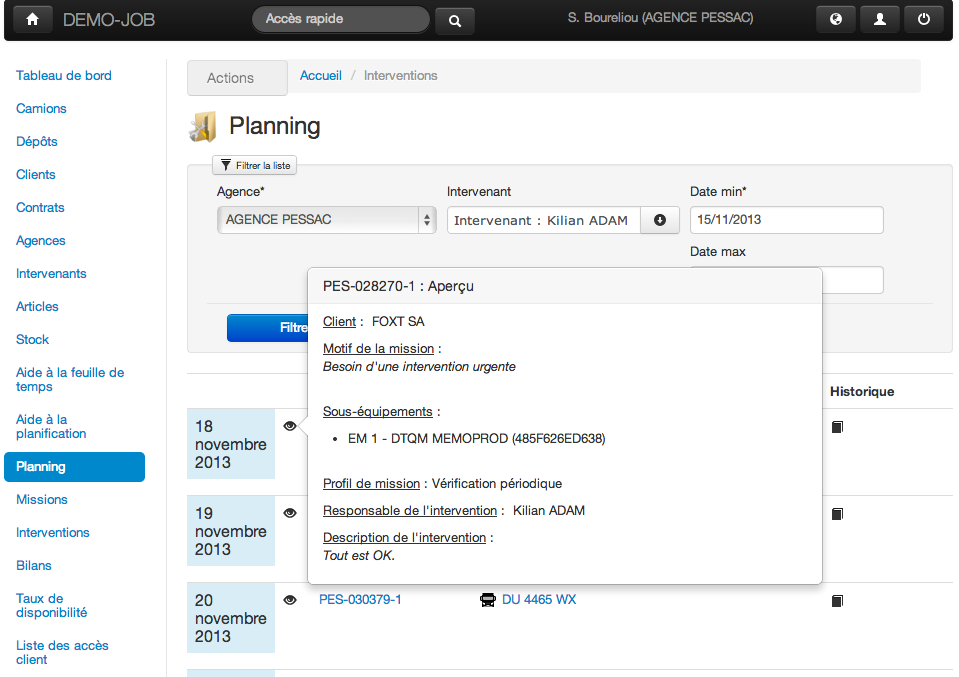 DEMO-JOB
Accès rapide
S. Boureliou (AGENCE PESSAC)
Tableau de bord
Camions
Dépôts
Clients
Contrats
Agences
Intervenants
Articles
Stock
Aide à la feuille de
temps
Aide à la
planification
Planning
Missions
Interventions
Bilans
Taux de
disponibilité
Liste des accès
client
Actions
Accueil / Interventions
Planning
Filtrer la liste
Agence*
Intervenant
Date min*
AGENCE PESSAC
Intervenant : Kilian ADAM
15/11/2013
Date max
Filtre
PES-028270-1 : Aperçu
Client : FOXT SA
Motif de la mission :
Besoin d'une intervention urgente
Sous-équipements :
• EM 1 - DTQM MEMOPROD (485F626ED638)
Profil de mission : Vérification périodique
Responsable de l'intervention : Kilian ADAM
Description de l'intervention :
Tout est OK.
Historique
18
novembre
2013
19
novembre
2013
20
novembre
2013
PES-030379-1
DU 4465 WX